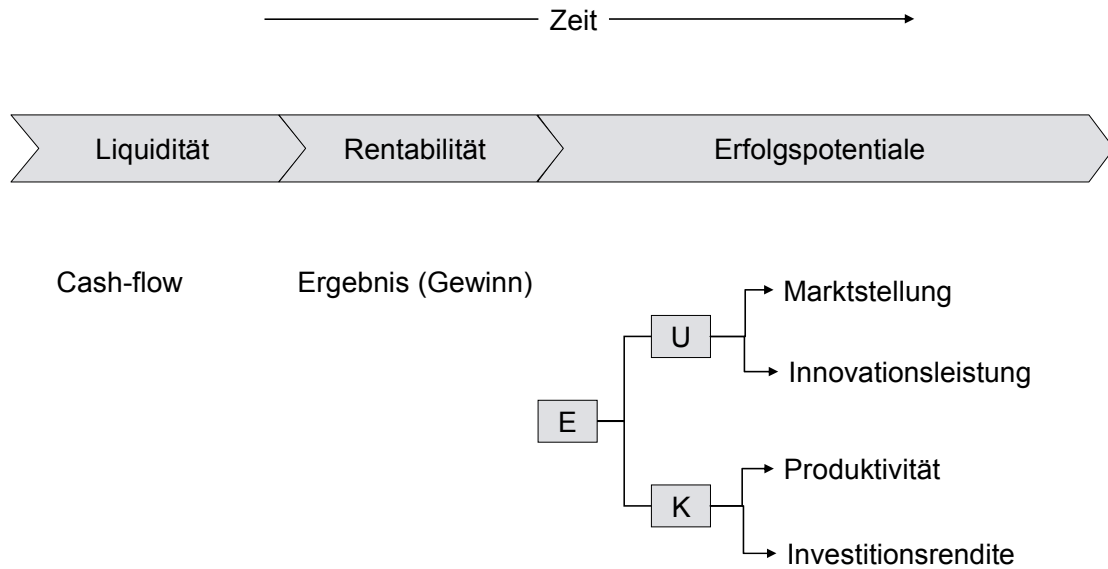 Zeit
Liquidität Rentabilität Erfolgspotentiale
Cash-flow Ergebnis (Gewinn) Marktstellung
U
Innovationsleistung
E
Produktivität
K
Investitionsrendite